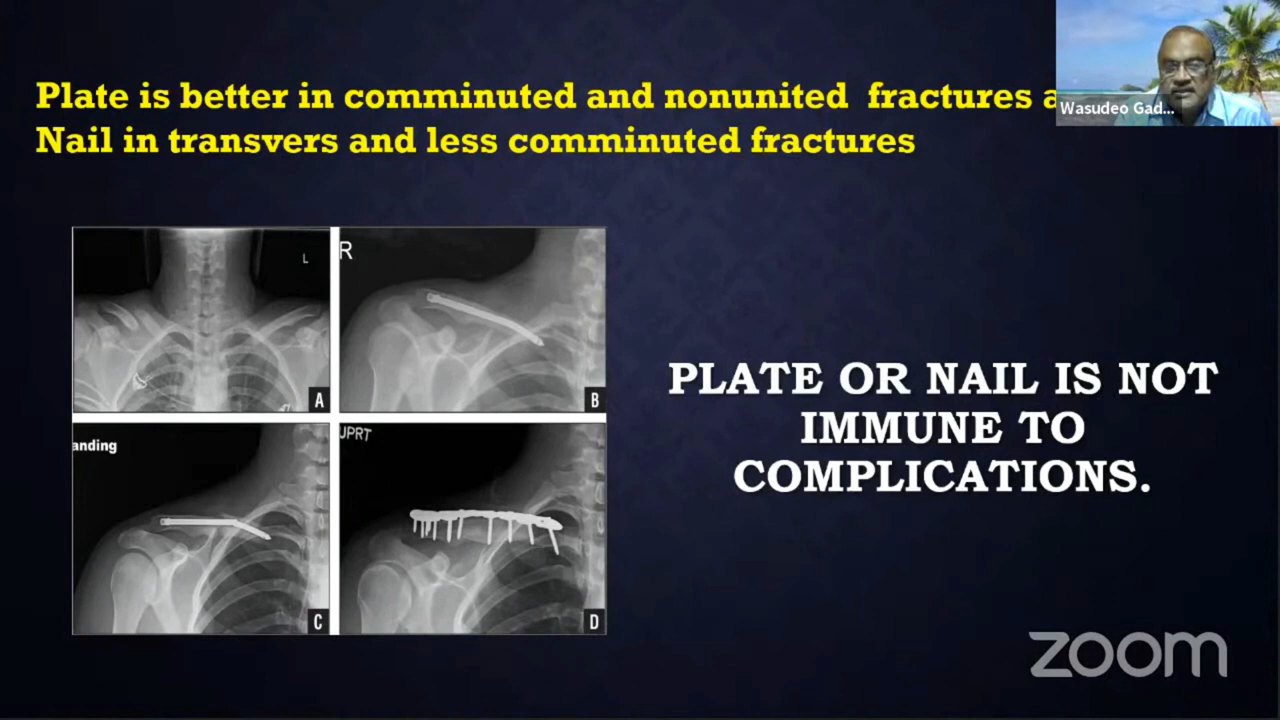 Plate is better in comminuted and nonunited fractures
Nail in transvers and less comminuted fractures
Wasudeo Gad...
L
A
R
B
anding
C
UPRT
D
PLATE OR NAIL IS NOT
IMMUNE TO
COMPLICATIONS.
zoom